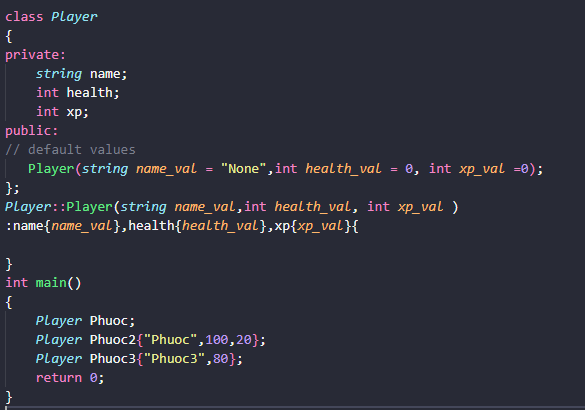 class Player
{
private:
    string name;
    int health;
    int xp;
public:
// default values
   Player(string name_val = "None",int health_val = 0, int xp_val =0);
};
Player::Player(string name_val,int health_val, int xp_val )
:name{name_val},health{health_val},xp{xp_val}{

}
int main()
{
    Player Phuoc;
    Player Phuoc2{"Phuoc",100,20};
    Player Phuoc3{"Phuoc3",80};
    return 0;
}